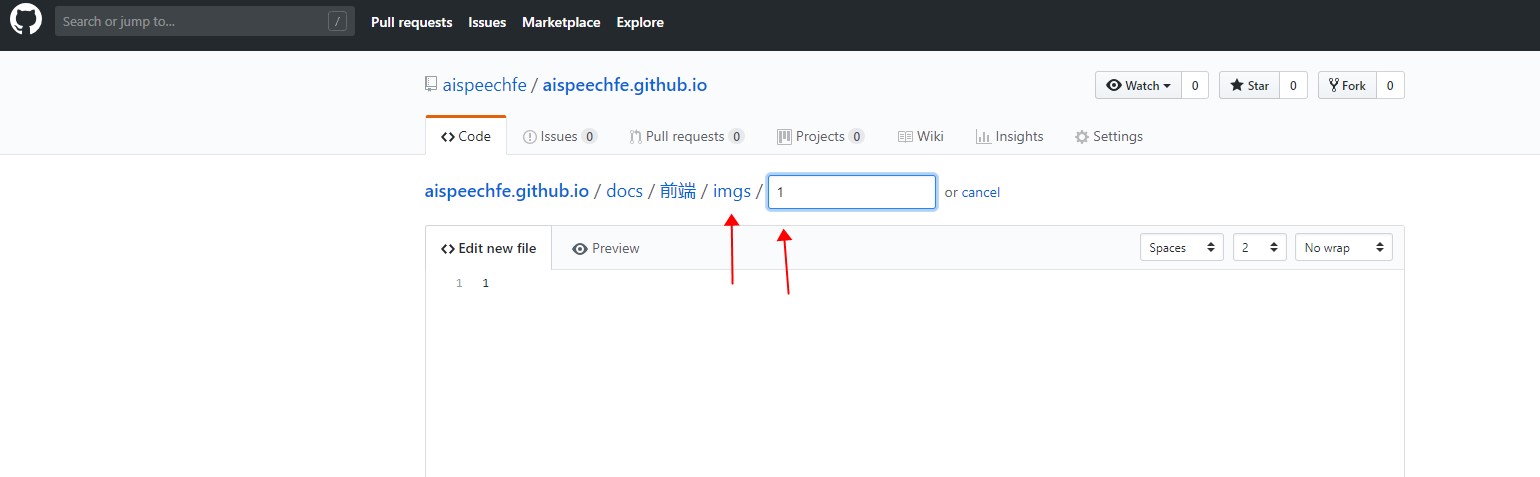 Search or jump to... / Pull requests Issues Marketplace Explore
aispeechfe / aispeechfe.github.io Watch 0 Star 0 Fork 0
Code Issues 0 Pull requests 0 Projects 0 Wiki Insights Settings
aispeechfe.github.io / docs / 前端 / imgs / 1 or cancel
Edit new file Preview Spaces 2 No wrap
1 1